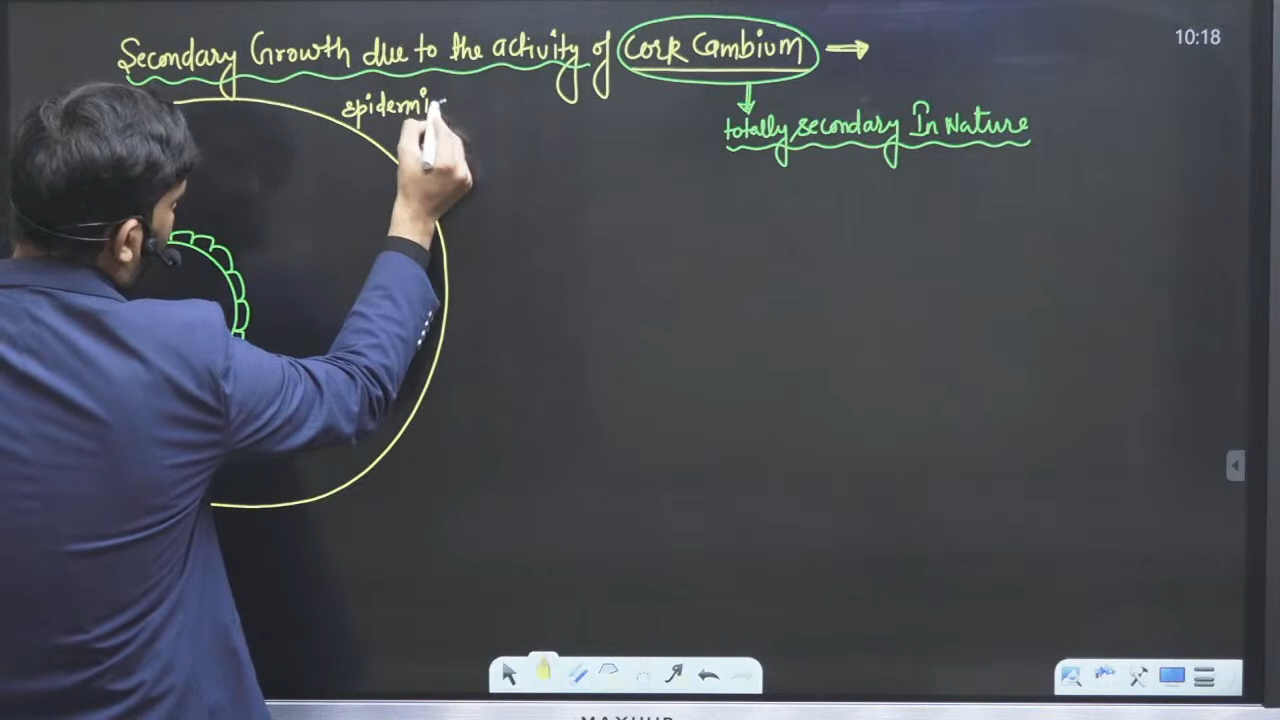 Secondary Growth due to the activity of Cork Cambium →
10:18
epidermi
totally secondary In Nature